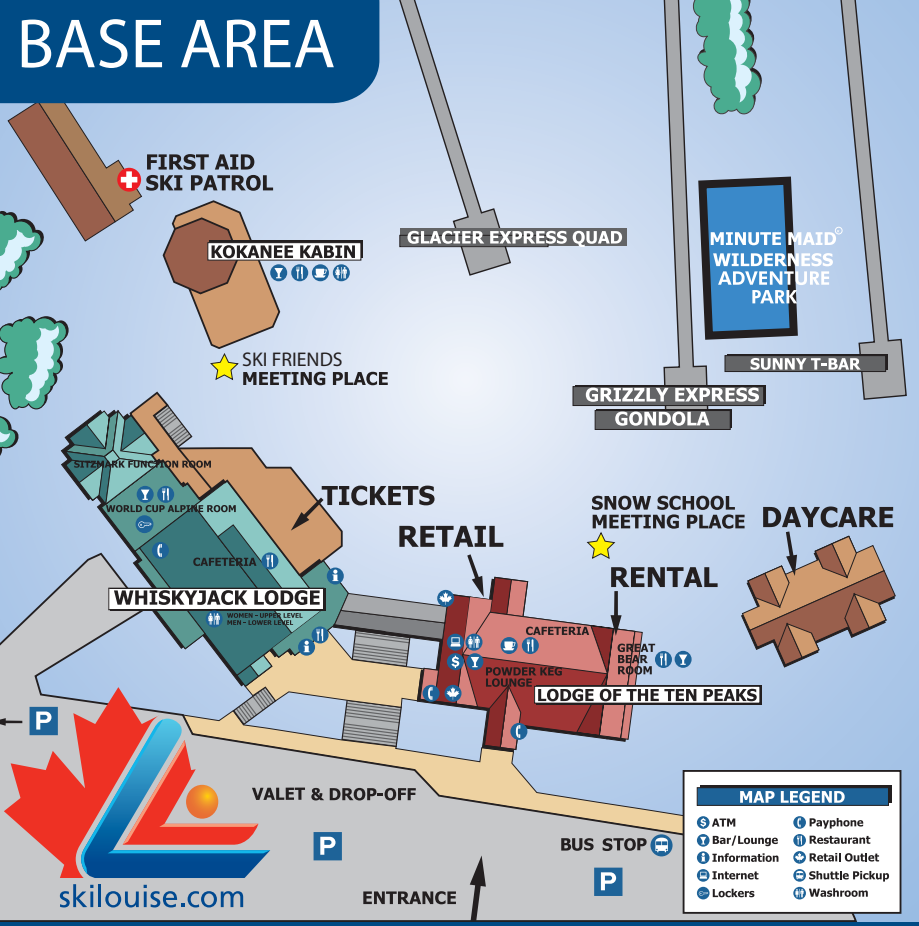 BASE AREA
FIRST AID
SKI PATROL
KOKANEE KABIN
GLACIER EXPRESS QUAD
MINUTE MAID©
WILDERNESS
ADVENTURE
PARK
SUNNY T-BAR
SKI FRIENDS
MEETING PLACE
GRIZZLY EXPRESS
GONDOLA
SITZMARK FUNCTION ROOM
WORLD CUP ALPINE ROOM
TICKETS
CAFETERIA
WHISKYJACK LODGE
WOMEN – UPPER LEVEL
MEN – LOWER LEVEL
RETAIL
SNOW SCHOOL
MEETING PLACE
DAYCARE
RENTAL
CAFETERIA
GREAT
BEAR
ROOM
POWDER KEG
LOUNGE
LODGE OF THE TEN PEAKS
P
VALET & DROP-OFF
P
BUS STOP
P
ENTRANCE
skilouise.com
MAP LEGEND
$ ATM
Bar/Lounge
Information
Internet
Lockers
Payphone
Restaurant
Retail Outlet
Shuttle Pickup
Washroom